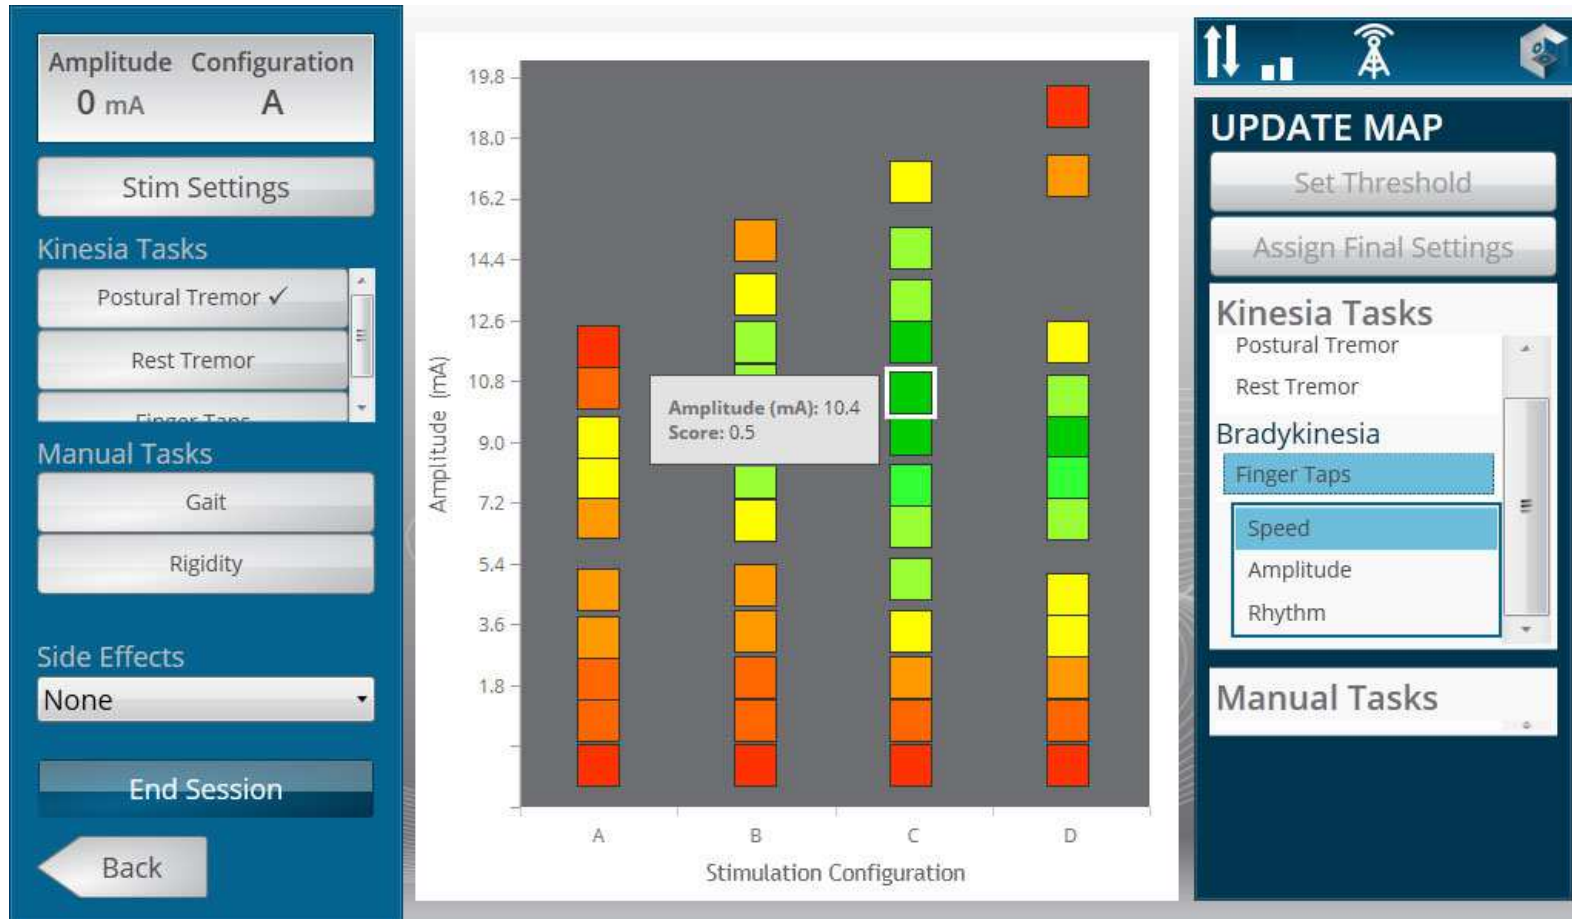 Amplitude Configuration
0 mA A
Stim Settings
Kinesia Tasks
Postural Tremor ✓
Rest Tremor
Finger Taps
Manual Tasks
Gait
Rigidity
Side Effects
None
End Session
Back
Amplitude (mA)
19.8
18.0
16.2
14.4
12.6
10.8
9.0
7.2
5.4
3.6
1.8
Amplitude (mA): 10.4
Score: 0.5
A B C D
Stimulation Configuration
UPDATE MAP
Set Threshold
Assign Final Settings
Kinesia Tasks
Postural Tremor
Rest Tremor
Bradykinesia
Finger Taps
Speed
Amplitude
Rhythm
Manual Tasks